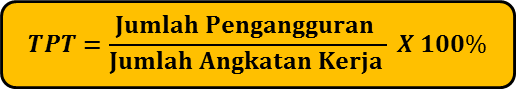 TPT = Jumlah Pengangguran / Jumlah Angkatan Kerja X 100%